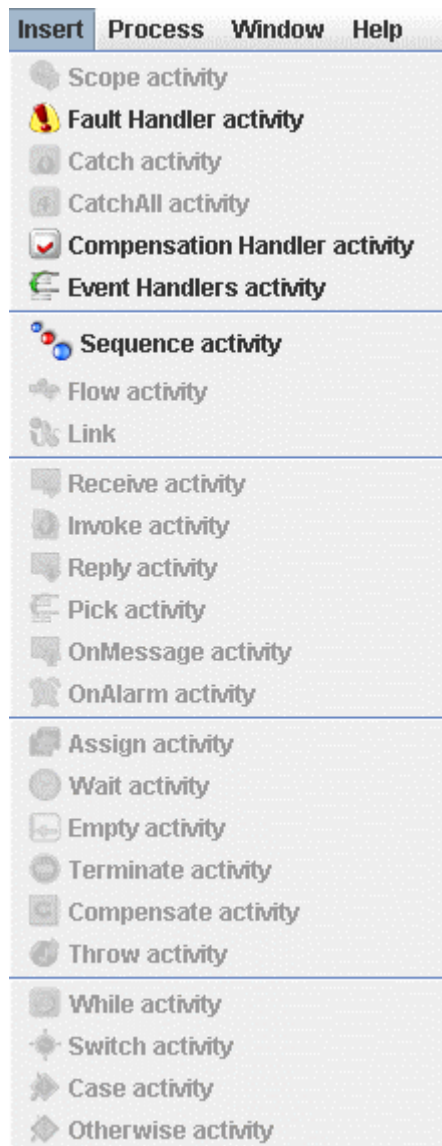 Insert Process Window Help
Scope activity
Fault Handler activity
Catch activity
CatchAll activity
Compensation Handler activity
Event Handlers activity
Sequence activity
Flow activity
Link
Receive activity
Invoke activity
Reply activity
Pick activity
OnMessage activity
OnAlarm activity
Assign activity
Wait activity
Empty activity
Terminate activity
Compensate activity
Throw activity
While activity
Switch activity
Case activity
Otherwise activity